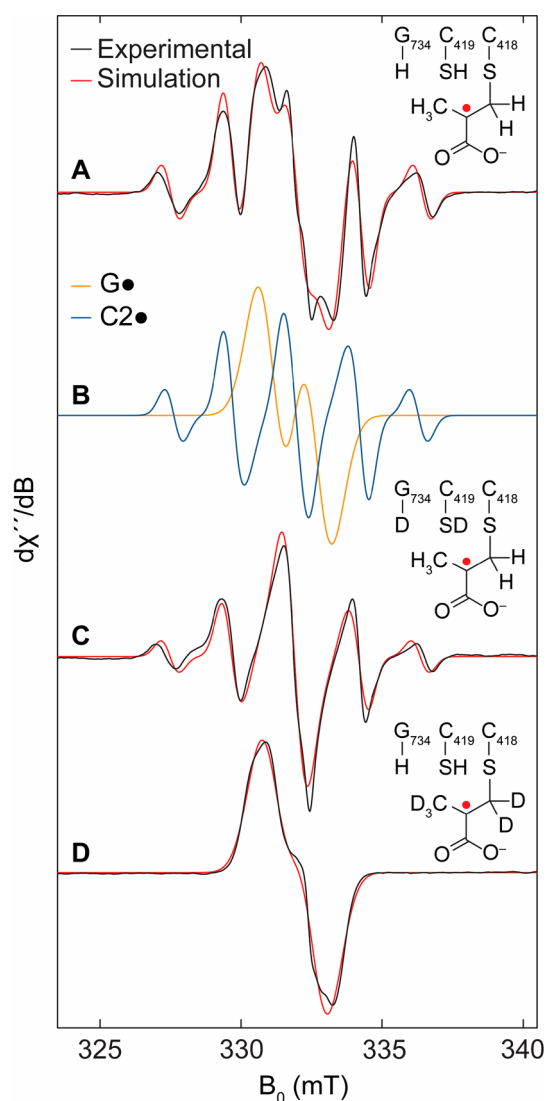 Experimental
Simulation
G734 C419 C418
H SH S
H3C H
H
O O−
A
G●
C2●
B
G734 C419 C418
D SD S
H3C H
H
O O−
C
G734 C419 C418
H SH S
D3C D
D
O O−
D
dχ´´/dB
325 330 335 340
B0 (mT)